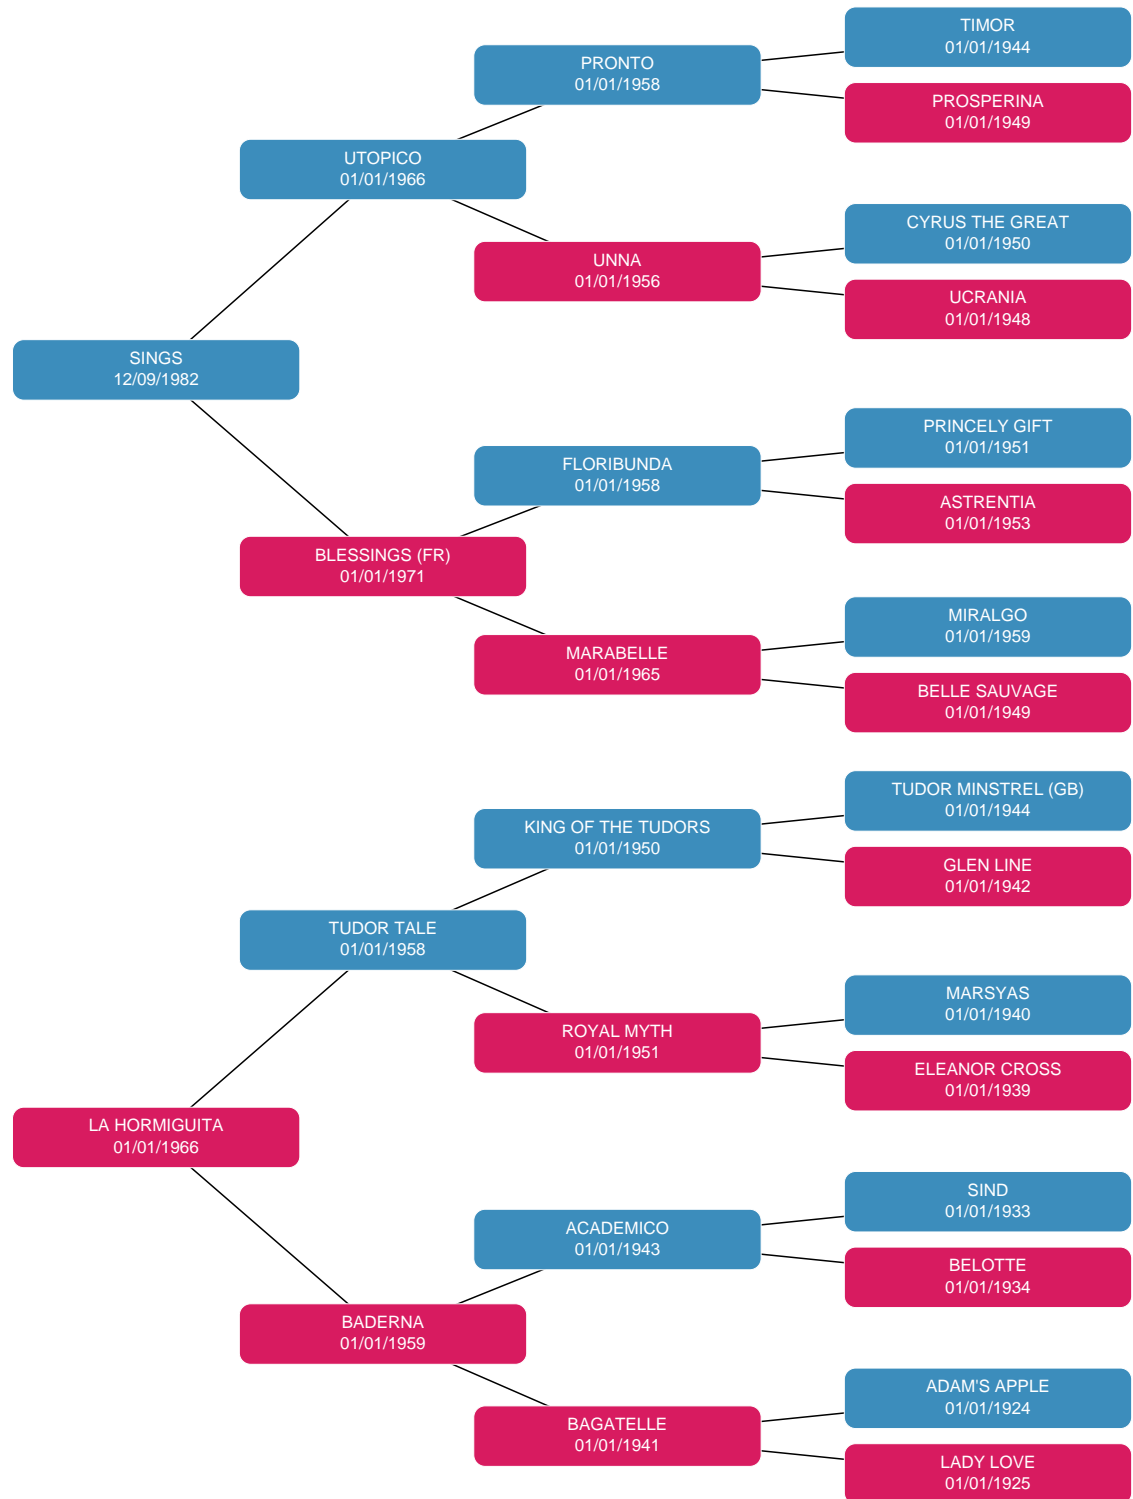 TIMOR
01/01/1944
PRONTO
01/01/1958
PROSPERINA
01/01/1949
UTOPICO
01/01/1966
CYRUS THE GREAT
01/01/1950
UNNA
01/01/1956
UCRANIA
01/01/1948
SINGS
12/09/1982
PRINCELY GIFT
01/01/1951
FLORIBUNDA
01/01/1958
ASTRENTIA
01/01/1953
BLESSINGS (FR)
01/01/1971
MIRALGO
01/01/1959
MARABELLE
01/01/1965
BELLE SAUVAGE
01/01/1949
TUDOR MINSTREL (GB)
01/01/1944
KING OF THE TUDORS
01/01/1950
GLEN LINE
01/01/1942
TUDOR TALE
01/01/1958
MARSYAS
01/01/1940
ROYAL MYTH
01/01/1951
ELEANOR CROSS
01/01/1939
LA HORMIGUITA
01/01/1966
SIND
01/01/1933
ACADEMICO
01/01/1943
BELOTTE
01/01/1934
BADERNA
01/01/1959
ADAM'S APPLE
01/01/1924
BAGATELLE
01/01/1941
LADY LOVE
01/01/1925